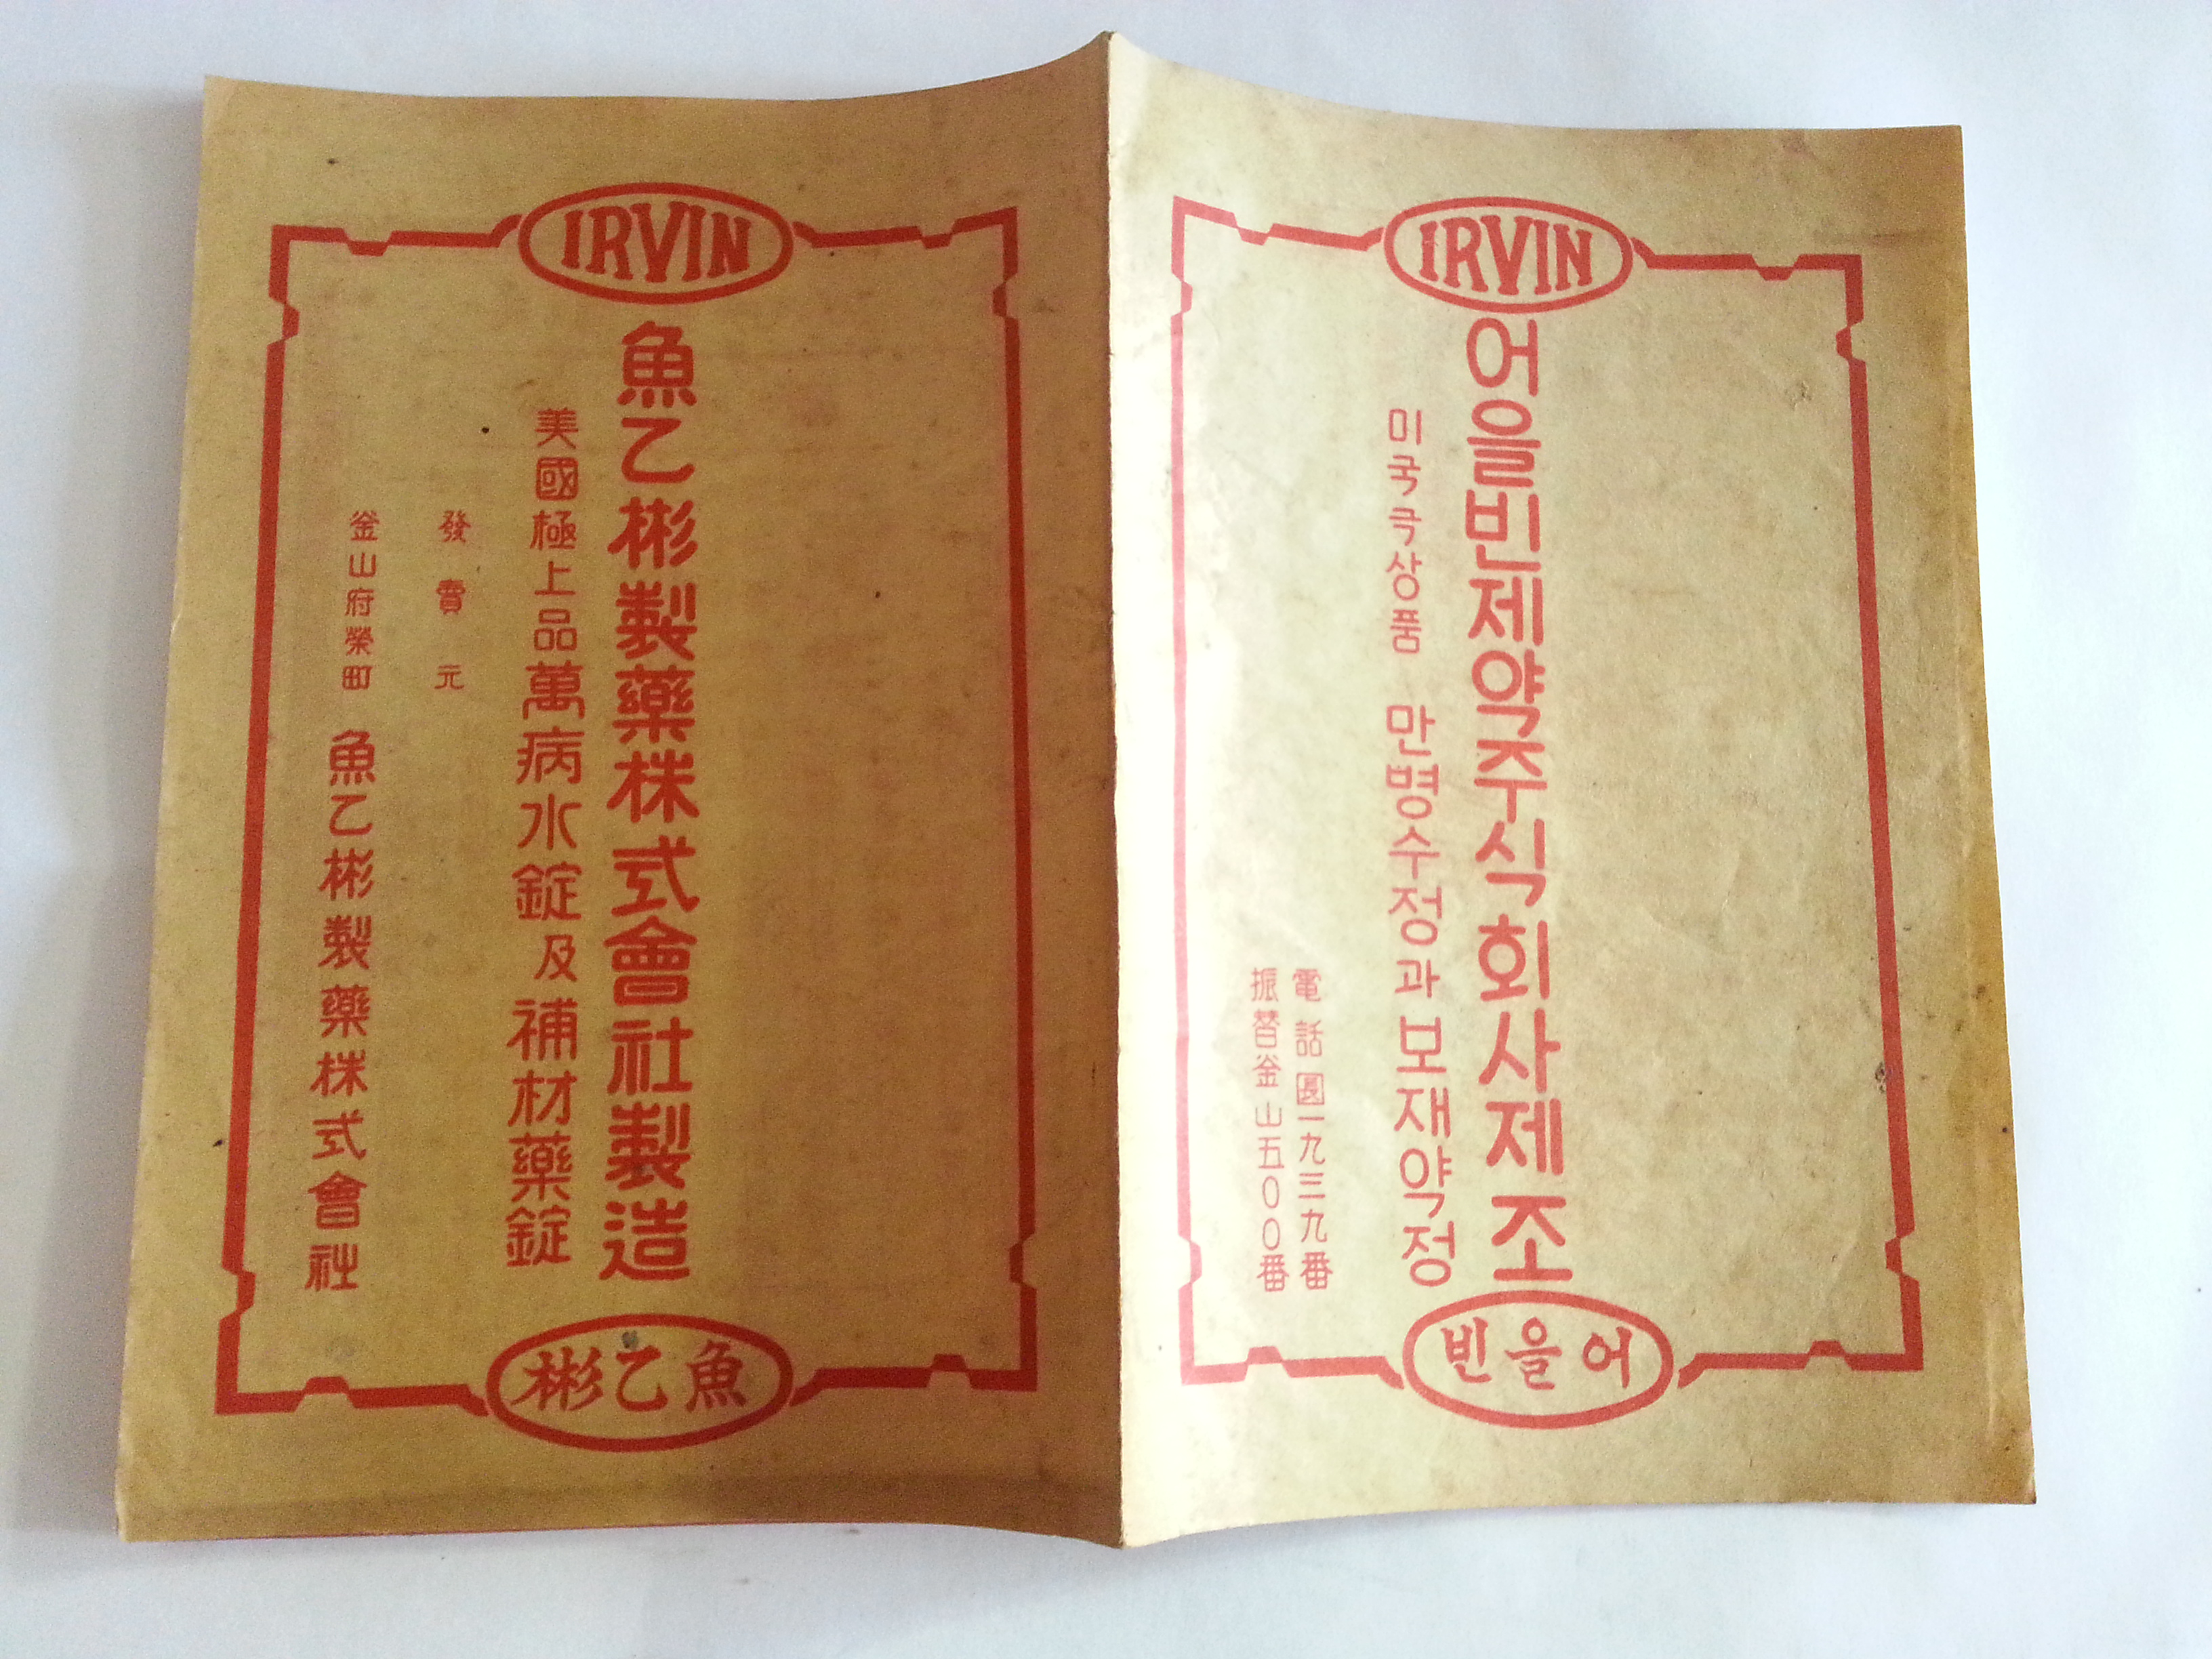 IRVIN
어을빈제약주식회사제조
미국극상품 만병수정과보재약정
電話 長 一九三九番
振替釜山五〇〇番
빈을어
IRVIN
魚乙彬製藥株式會社製造
美國極上品萬病水錠及補材藥錠
發賣元
釜山府榮町 魚乙彬製藥株式會社
彬乙魚